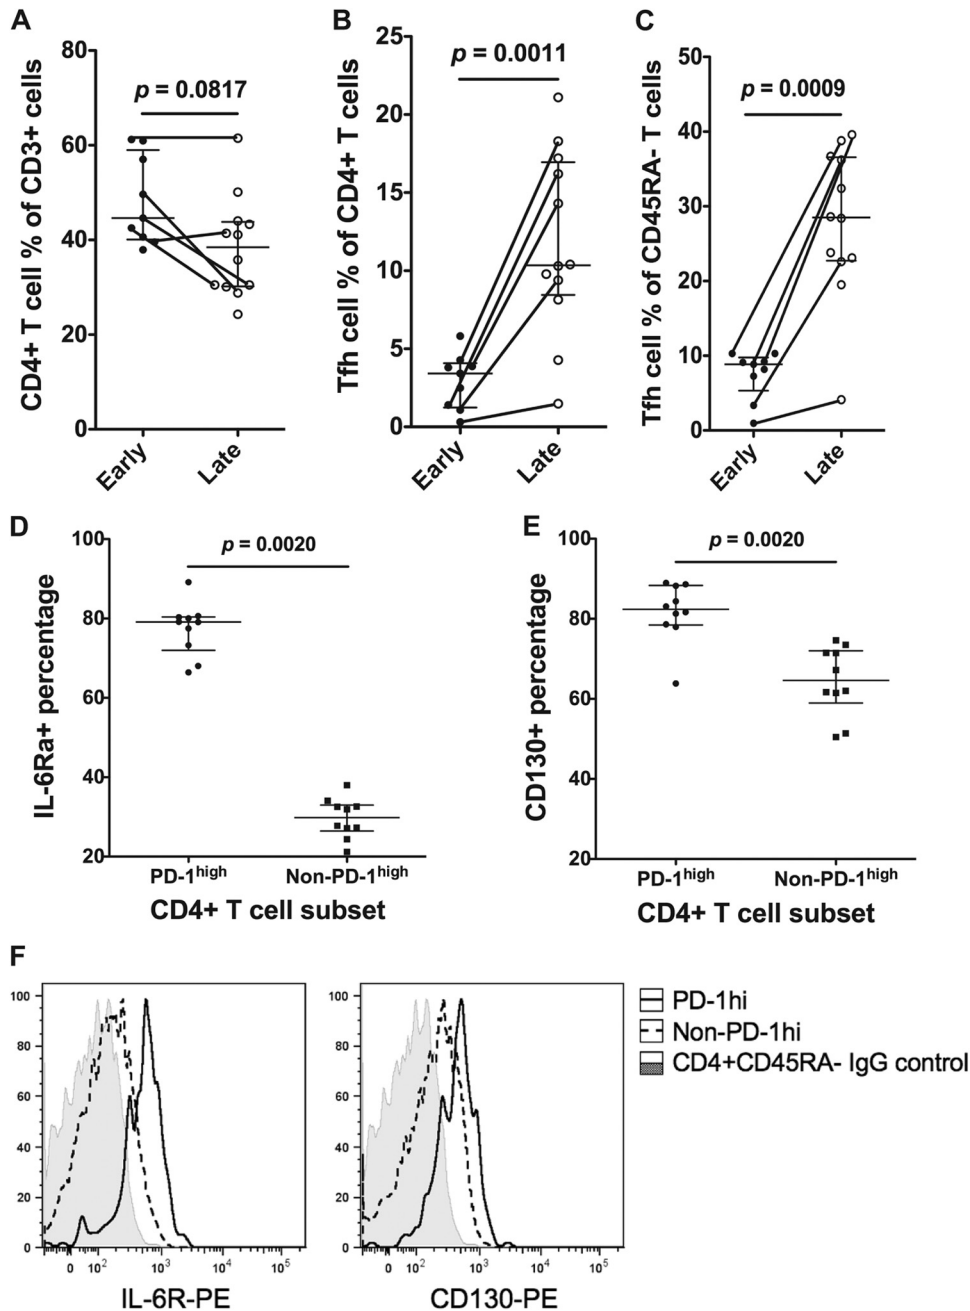 A
CD4+ T cell % of CD3+ cells
80
60
40
20
0
p = 0.0817
Early
Late
B
Tfh cell % of CD4+ T cells
25
20
15
10
5
0
p = 0.0011
Early
Late
C
Tfh cell % of CD45RA- T cells
50
40
30
20
10
0
p = 0.0009
Early
Late
D
IL-6Ra+ percentage
100
80
60
40
20
p = 0.0020
PD-1high
Non-PD-1high
CD4+ T cell subset
E
CD130+ percentage
100
80
60
40
20
p = 0.0020
PD-1high
Non-PD-1high
CD4+ T cell subset
F
100
80
60
40
20
0
0 10² 10³ 10⁴ 10⁵
IL-6R-PE
100
80
60
40
20
0
0 10² 10³ 10⁴ 10⁵
CD130-PE
PD-1hi
Non-PD-1hi
CD4+CD45RA- IgG control